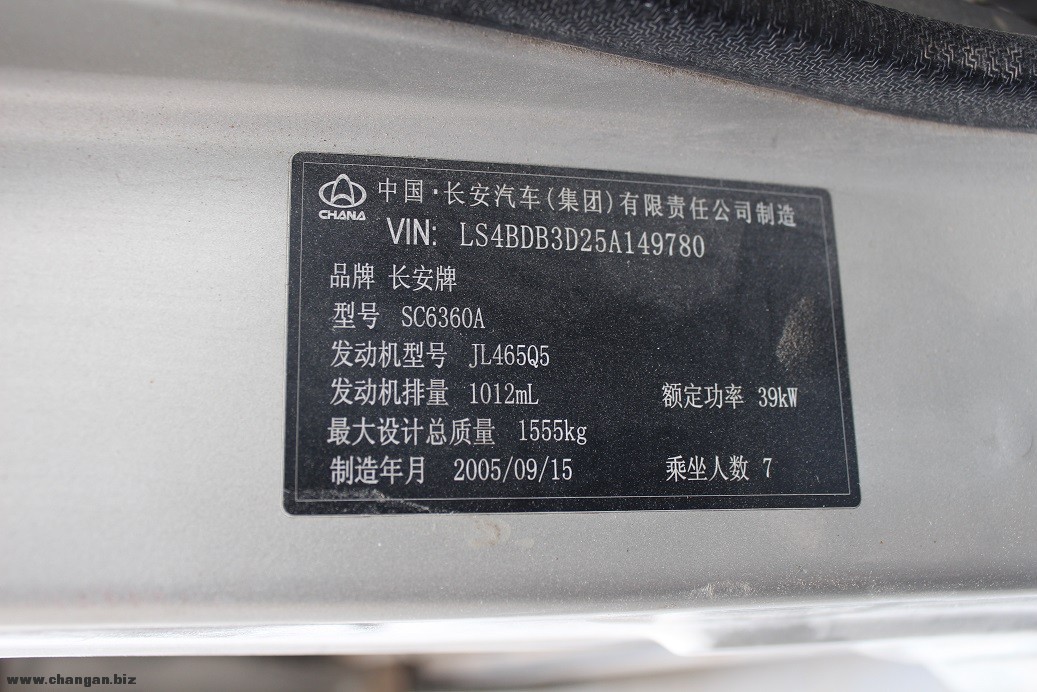 中国·长安汽车(集团)有限责任公司制造
CHANA
VIN: LS4BDB3D25A149780
品牌 长安牌
型号 SC6360A
发动机型号 JL465Q5
发动机排量 1012mL 额定功率 39kW
最大设计总质量 1555kg
制造年月 2005/09/15 乘坐人数 7
www.changan.biz